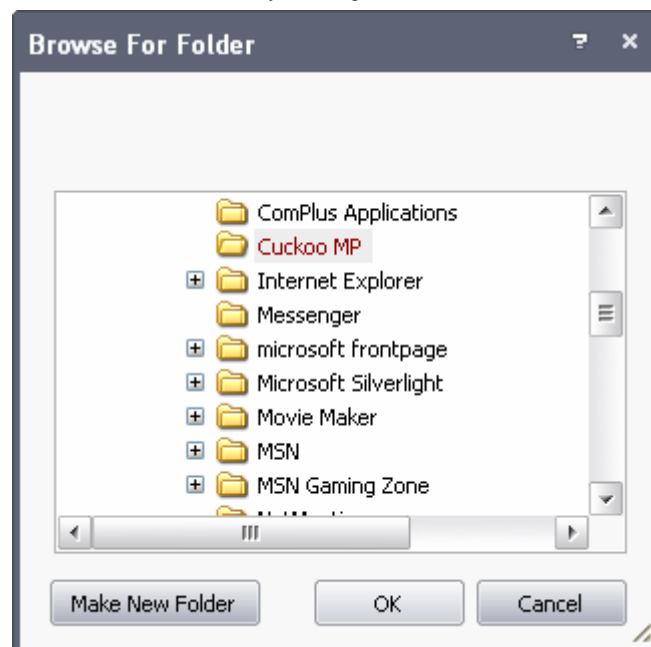 Browse For Folder
ComPlus Applications
Cuckoo MP
Internet Explorer
Messenger
microsoft frontpage
Microsoft Silverlight
Movie Maker
MSN
MSN Gaming Zone
Make New Folder
OK
Cancel